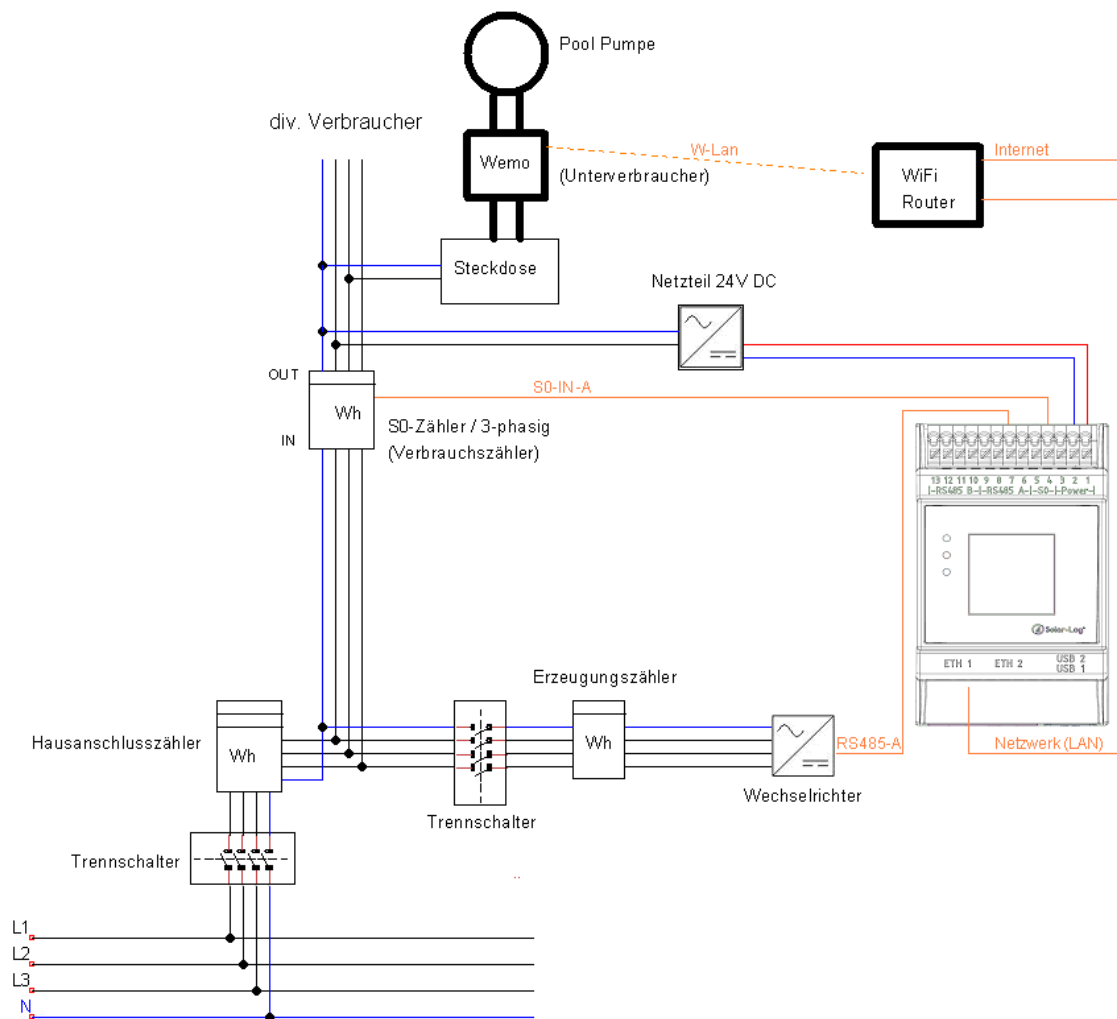 Pool Pumpe
div. Verbraucher
Wemo
(Unterverbraucher)
W-Lan
WiFi
Router
Internet
Steckdose
Netzteil 24V DC
OUT
IN
Wh
S0-IN-A
S0-Zähler / 3-phasig
(Verbrauchszähler)
13 12 11 10 9 8 7 6 5 4 3 2 1
|-RS485 B-|-RS485 A-|-S0-|-Power-|
Solar-Log
ETH 1 ETH 2 USB 2
USB 1
Netzwerk (LAN)
Erzeugungszähler
Hausanschlusszähler
Wh
Wh
RS485-A
Wechselrichter
Trennschalter
Trennschalter
..
L1
L2
L3
N